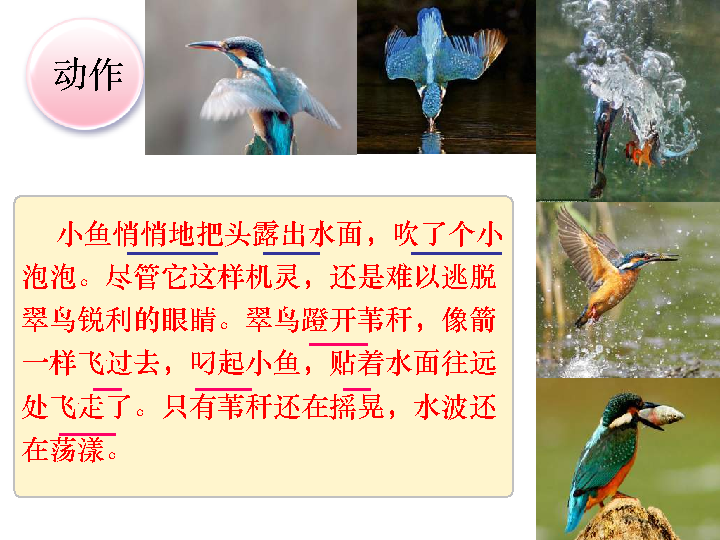 动作
小鱼悄悄地把头露出水面，吹了个小
泡泡。尽管它这样机灵，还是难以逃脱
翠鸟锐利的眼睛。翠鸟蹬开苇秆，像箭
一样飞过去，叼起小鱼，贴着水面往远
处飞走了。只有苇秆还在摇晃，水波还
在荡漾。